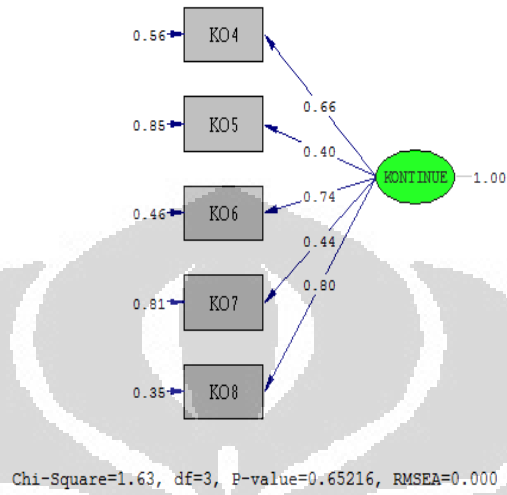 0.56 KO4
0.66
0.85 KO5
0.40
KONTINUE 1.00
0.74
0.46 KO6
0.44
0.80
0.81 KO7
0.35 KO8
Chi-Square=1.63, df=3, P-value=0.65216, RMSEA=0.000